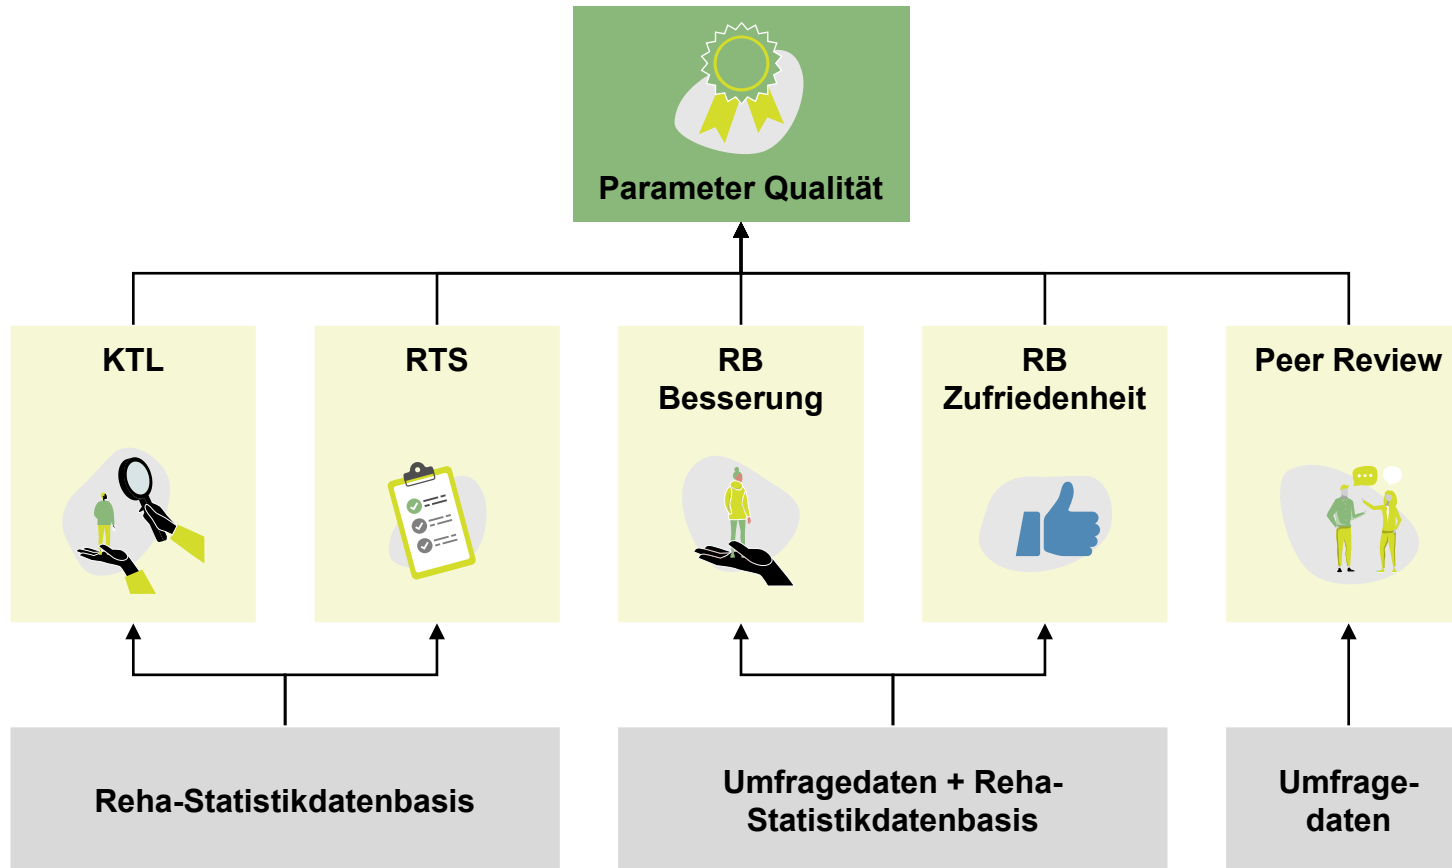 Parameter Qualität
KTL
RTS
RB
Besserung
RB
Zufriedenheit
Peer Review
Reha-Statistikdatenbasis
Umfragedaten + Reha-
Statistikdatenbasis
Umfrage-
daten